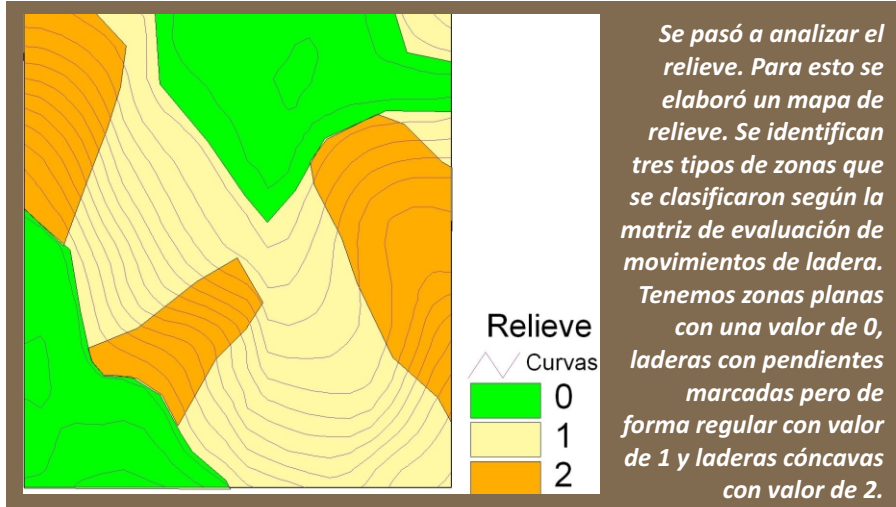 Se pasó a analizar el
relieve. Para esto se
elaboró un mapa de
relieve. Se identifican
tres tipos de zonas que
se clasificaron según la
matriz de evaluación de
movimientos de ladera.
Tenemos zonas planas
con una valor de 0,
laderas con pendientes
marcadas pero de
forma regular con valor
de 1 y laderas cóncavas
con valor de 2.
Relieve
Curvas
0
1
2